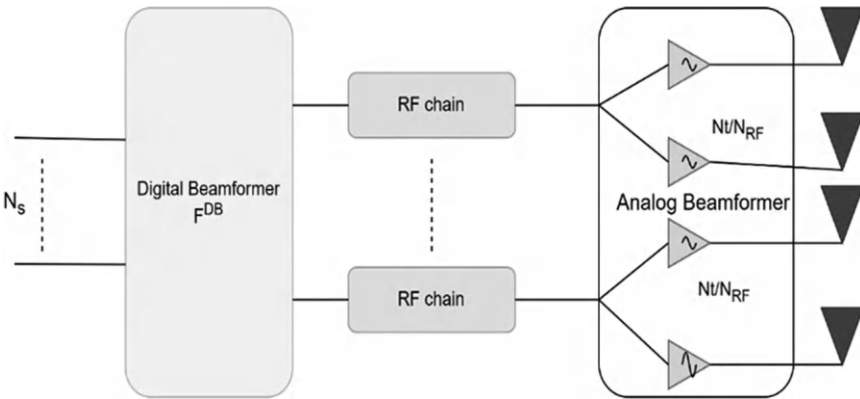 N_s
Digital Beamformer
F^DB
RF chain
RF chain
Nt/N_RF
Analog Beamformer
Nt/N_RF